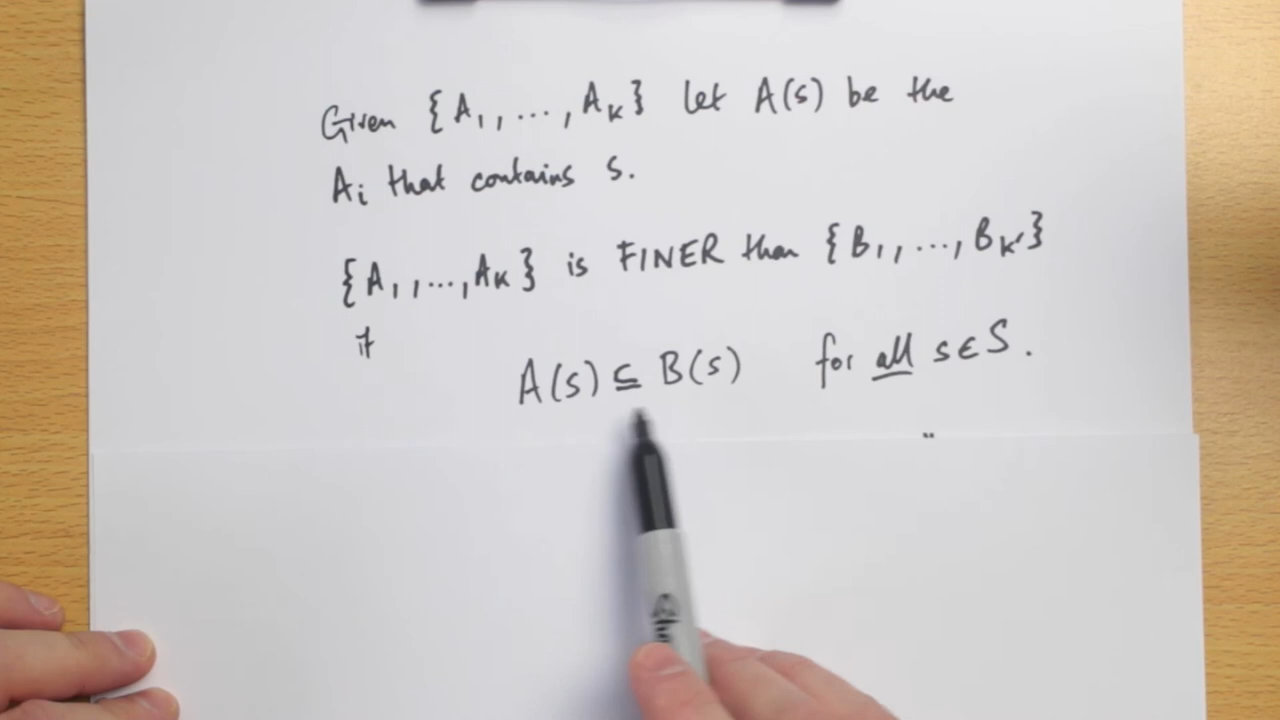 Given {A₁, ..., Aₖ} let A(s) be the
Aᵢ that contains s.
{A₁, ..., Aₖ} is FINER than {B₁, ..., Bₖ′}
if
A(s) ⊆ B(s) for all s ∈ S.